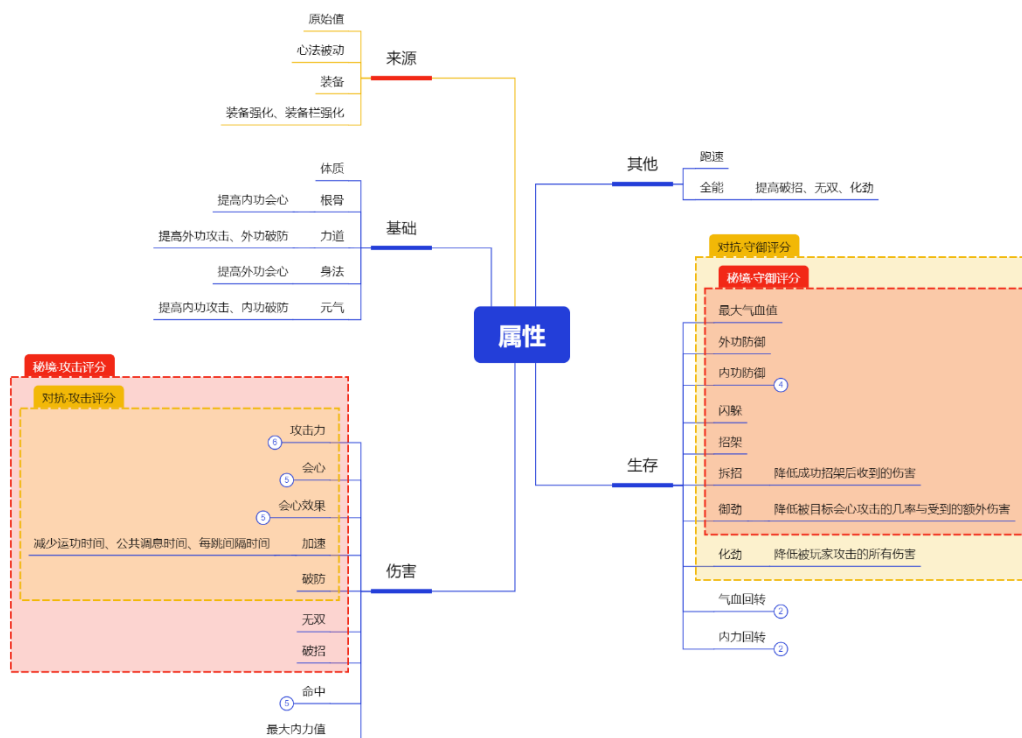 属性
来源
原始值
心法被动
装备
装备强化、装备栏强化
基础
体质
提高内功会心 根骨
提高外功攻击、外功破防 力道
提高外功会心 身法
提高内功攻击、内功破防 元气
伤害
秘境·攻击评分
对抗·攻击评分
6 攻击力
5 会心
5 会心效果
减少运功时间、公共调息时间、每跳间隔时间 加速
破防
无双
破招
5 命中
最大内力值
其他
跑速
全能 提高破招、无双、化劲
生存
对抗·守御评分
秘境·守御评分
最大气血值
外功防御
内功防御 4
闪躲
招架
拆招 降低成功招架后收到的伤害
御劲 降低被目标会心攻击的几率与受到的额外伤害
化劲 降低被玩家攻击的所有伤害
气血回转 2
内力回转 2